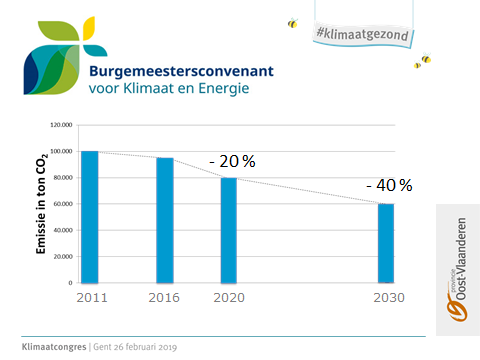 #klimaatgezond
Burgemeestersconvenant
voor Klimaat en Energie
Emissie in ton CO₂
120.000
100.000
80.000
60.000
40.000
20.000
0
- 20 %
- 40 %
2011
2016
2020
2030
provincie
Oost-Vlaanderen
Klimaatcongres | Gent 26 februari 2019